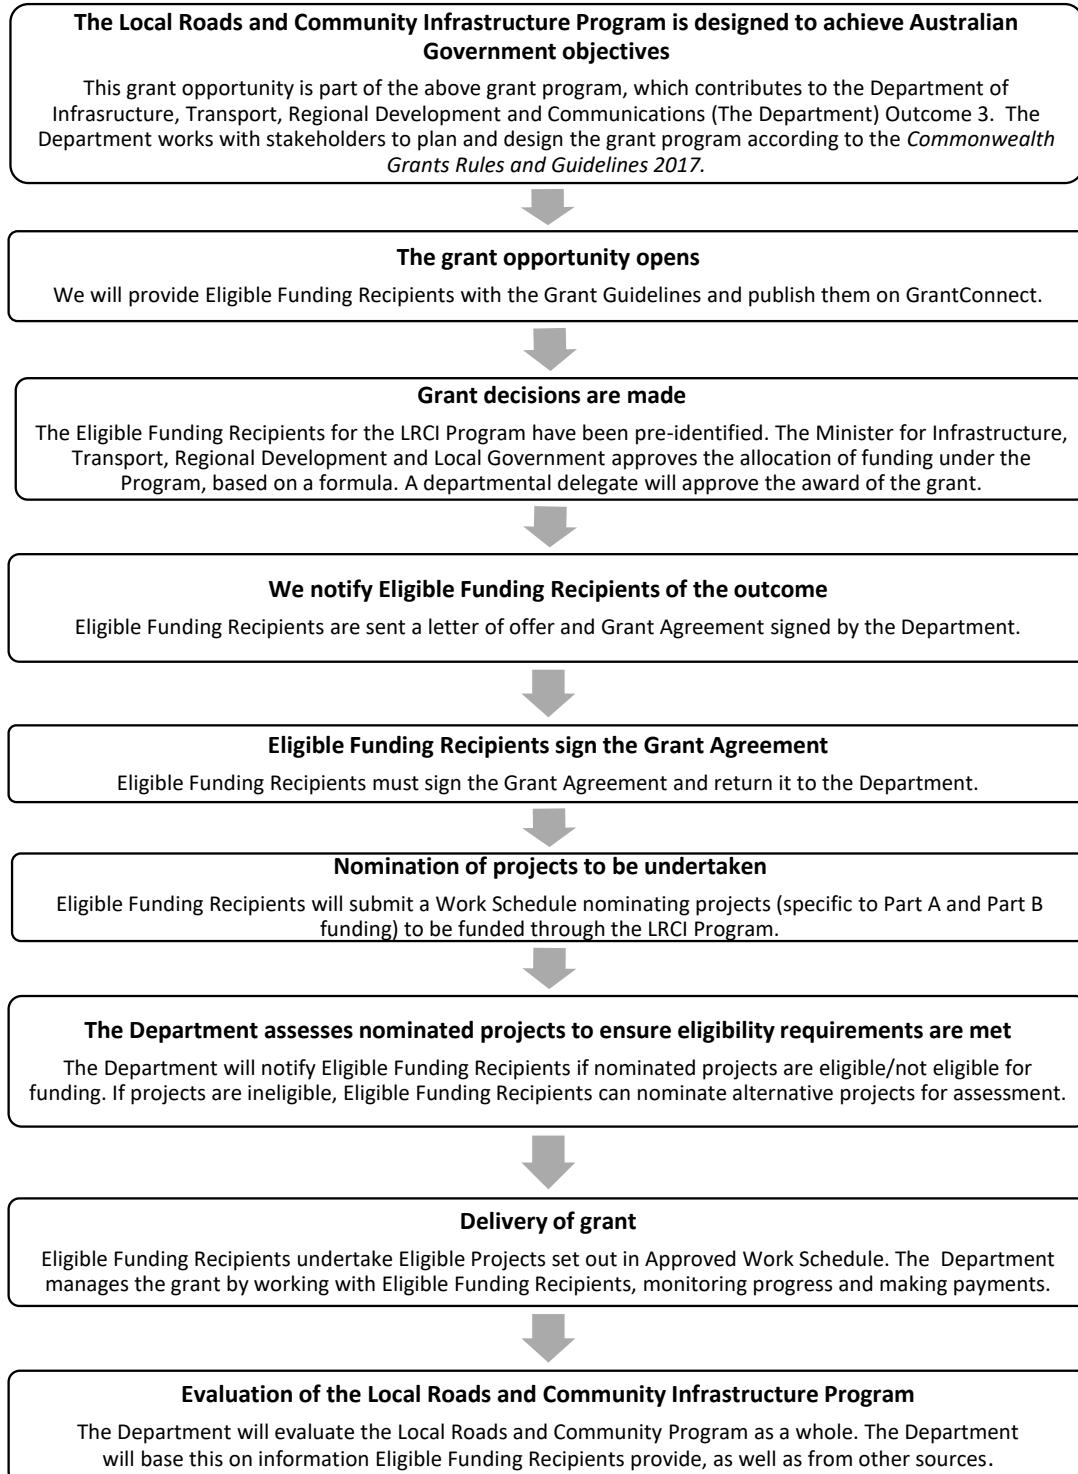 The Local Roads and Community Infrastructure Program is designed to achieve Australian
Government objectives
This grant opportunity is part of the above grant program, which contributes to the Department of
Infrasructure, Transport, Regional Development and Communications (The Department) Outcome 3.  The
Department works with stakeholders to plan and design the grant program according to the Commonwealth
Grants Rules and Guidelines 2017.
The grant opportunity opens
We will provide Eligible Funding Recipients with the Grant Guidelines and publish them on GrantConnect.
Grant decisions are made
The Eligible Funding Recipients for the LRCI Program have been pre-identified. The Minister for Infrastructure,
Transport, Regional Development and Local Government approves the allocation of funding under the
Program, based on a formula. A departmental delegate will approve the award of the grant.
We notify Eligible Funding Recipients of the outcome
Eligible Funding Recipients are sent a letter of offer and Grant Agreement signed by the Department.
Eligible Funding Recipients sign the Grant Agreement
Eligible Funding Recipients must sign the Grant Agreement and return it to the Department.
Nomination of projects to be undertaken
Eligible Funding Recipients will submit a Work Schedule nominating projects (specific to Part A and Part B
funding) to be funded through the LRCI Program.
The Department assesses nominated projects to ensure eligibility requirements are met
The Department will notify Eligible Funding Recipients if nominated projects are eligible/not eligible for
funding. If projects are ineligible, Eligible Funding Recipients can nominate alternative projects for assessment.
Delivery of grant
Eligible Funding Recipients undertake Eligible Projects set out in Approved Work Schedule. The  Department
manages the grant by working with Eligible Funding Recipients, monitoring progress and making payments.
Evaluation of the Local Roads and Community Infrastructure Program
The Department will evaluate the Local Roads and Community Program as a whole. The Department
will base this on information Eligible Funding Recipients provide, as well as from other sources.